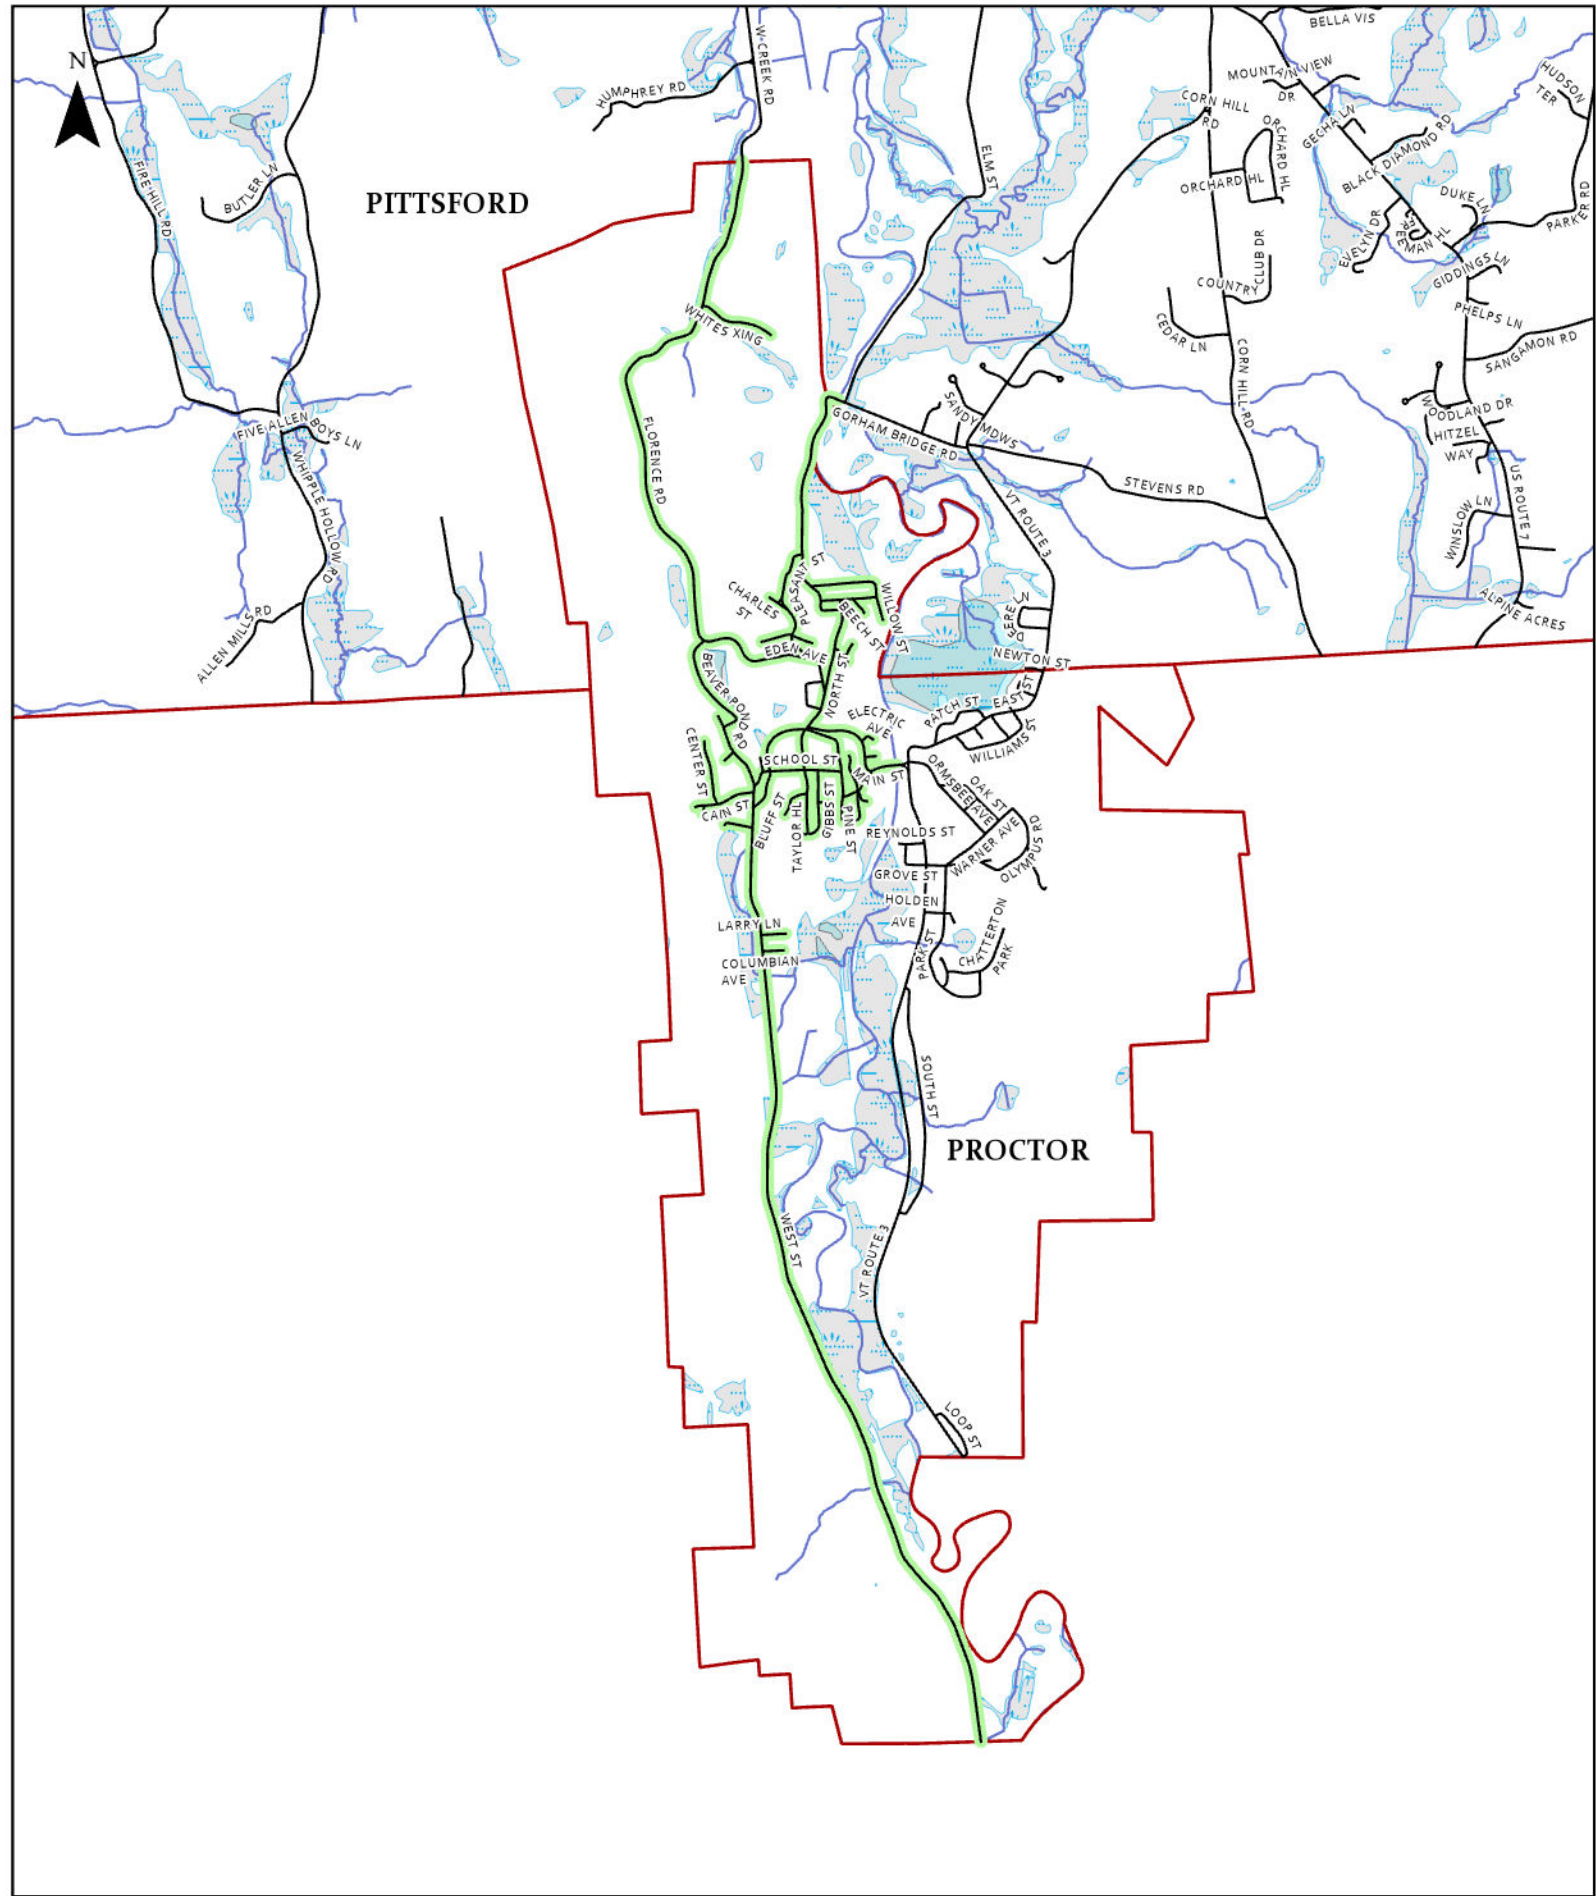 BELLA VIS
W CREEK RD
N
MOUNTAIN VIEW
DR
HUDSON
TER
HUMPHREY RD
CORN HILL
RD
ORCHARD HL
GECHA LN
BLACK DIAMOND RD
FIRE HILL RD
BUTLER LN
ELM ST
ORCHARD HL
DUKE LN
PARKER RD
PITTSFORD
EVELYN DR
FREEMAN HL
CLUB DR
COUNTRY
GIDDINGS LN
WHITES XING
CEDAR LN
PHELPS LN
SANGAMON RD
CORN HILL RD
SANDY MDWS
GORHAM BRIDGE RD
WOODLAND DR
HITZEL
WAY
FIVE ALLEN
BOYS LN
FLORENCE RD
WHIPPLE HOLLOW RD
STEVENS RD
VT ROUTE 3
WINSLOW LN
US ROUTE 7
PLEASANT ST
CHARLES
ST
BEECH ST
WILLOW ST
DEERE LN
ALPINE ACRES
ALLEN MILLS RD
EDEN AVE
NEWTON ST
BEAVER POND RD
NORTH ST
ELECTRIC
AVE
PATCH ST
EAST ST
WILLIAMS ST
CENTER ST
SCHOOL ST
MAIN ST
ORMSBEE AVE
OAK ST
CAIN ST
BLUFF ST
TAYLOR HL
GIBBS ST
PINE ST
REYNOLDS ST
WARNER AVE
OLYMPUS RD
GROVE ST
HOLDEN
AVE
LARRY LN
PARK ST
CHATTERTON
PARK
COLUMBIAN
AVE
SOUTH ST
PROCTOR
WEST ST
VT ROUTE 3
LOOP ST